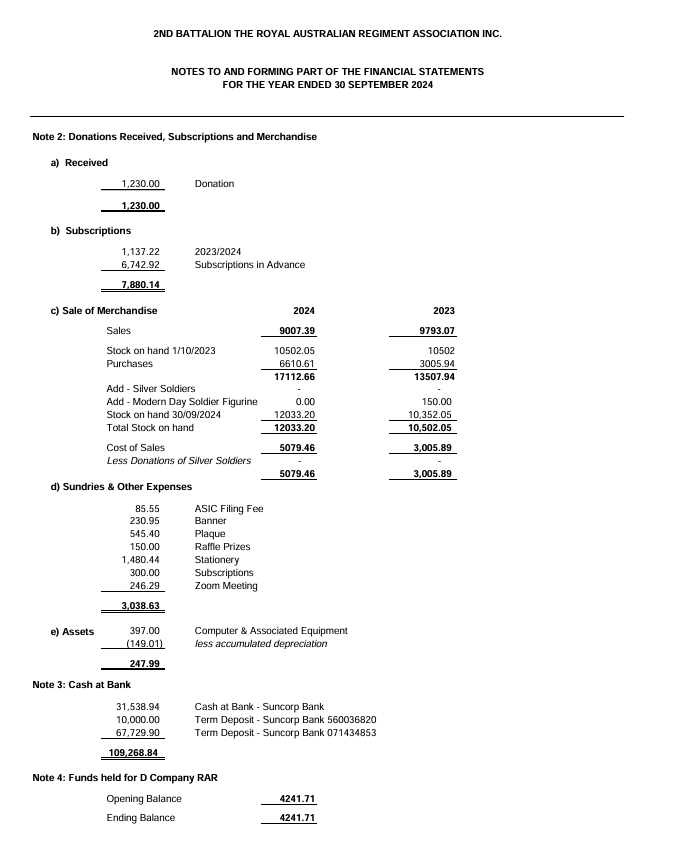 2ND BATTALION THE ROYAL AUSTRALIAN REGIMENT ASSOCIATION INC.
NOTES TO AND FORMING PART OF THE FINANCIAL STATEMENTS
FOR THE YEAR ENDED 30 SEPTEMBER 2024
Note 2: Donations Received, Subscriptions and Merchandise
a) Received
1,230.00 Donation
1,230.00
b) Subscriptions
1,137.22 2023/2024
6,742.92 Subscriptions in Advance
7,880.14
c) Sale of Merchandise 2024 2023
Sales 9007.39 9793.07
Stock on hand 1/10/2023 10502.05 10502
Purchases 6610.61 3005.94
17112.66 13507.94
Add - Silver Soldiers - -
Add - Modern Day Soldier Figurine 0.00 150.00
Stock on hand 30/09/2024 12033.20 10,352.05
Total Stock on hand 12033.20 10,502.05
Cost of Sales 5079.46 3,005.89
Less Donations of Silver Soldiers - -
5079.46 3,005.89
d) Sundries & Other Expenses
85.55 ASIC Filing Fee
230.95 Banner
545.40 Plaque
150.00 Raffle Prizes
1,480.44 Stationery
300.00 Subscriptions
246.29 Zoom Meeting
3,038.63
e) Assets 397.00 Computer & Associated Equipment
(149.01) less accumulated depreciation
247.99
Note 3: Cash at Bank
31,538.94 Cash at Bank - Suncorp Bank
10,000.00 Term Deposit - Suncorp Bank 560036820
67,729.90 Term Deposit - Suncorp Bank 071434853
109,268.84
Note 4: Funds held for D Company RAR
Opening Balance 4241.71
Ending Balance 4241.71